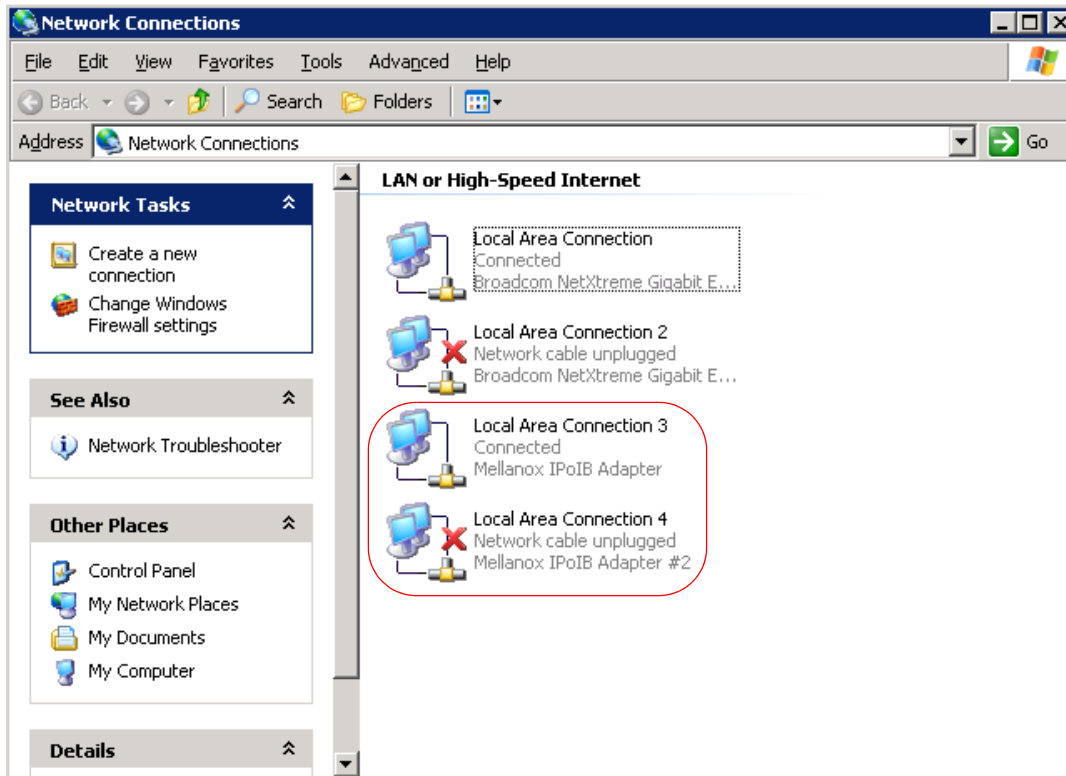 Network Connections
File Edit View Favorites Tools Advanced Help
Back Search Folders
Address Network Connections Go
Network Tasks
Create a new
connection
Change Windows
Firewall settings
See Also
Network Troubleshooter
Other Places
Control Panel
My Network Places
My Documents
My Computer
Details
LAN or High-Speed Internet
Local Area Connection
Connected
Broadcom NetXtreme Gigabit E...
Local Area Connection 2
Network cable unplugged
Broadcom NetXtreme Gigabit E...
Local Area Connection 3
Connected
Mellanox IPoIB Adapter
Local Area Connection 4
Network cable unplugged
Mellanox IPoIB Adapter #2